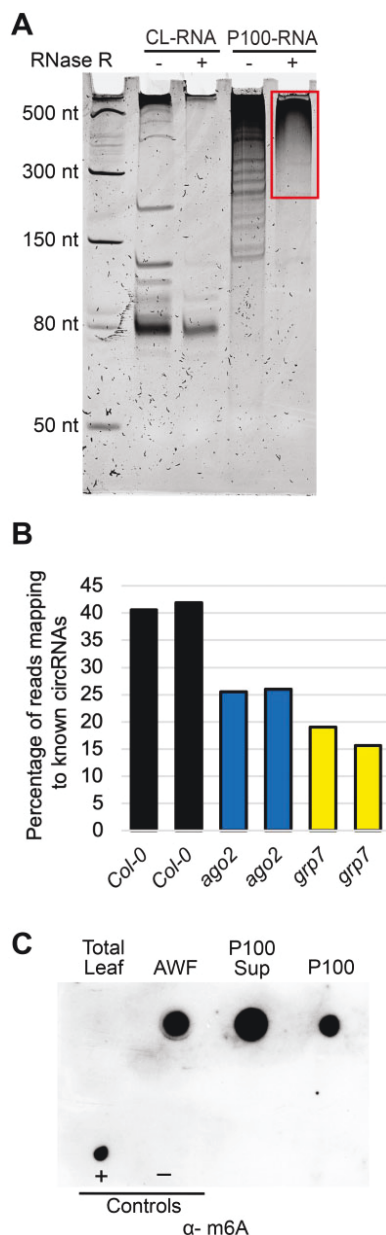 A
CL-RNA P100-RNA
RNase R - + - +
500 nt
300 nt
150 nt
80 nt
50 nt
B
Percentage of reads mapping
to known circRNAs
45
40
35
30
25
20
15
10
5
0
Col-0 Col-0 ago2 ago2 grp7 grp7
C
Total
Leaf AWF P100
Sup P100
+ −
Controls
α- m6A